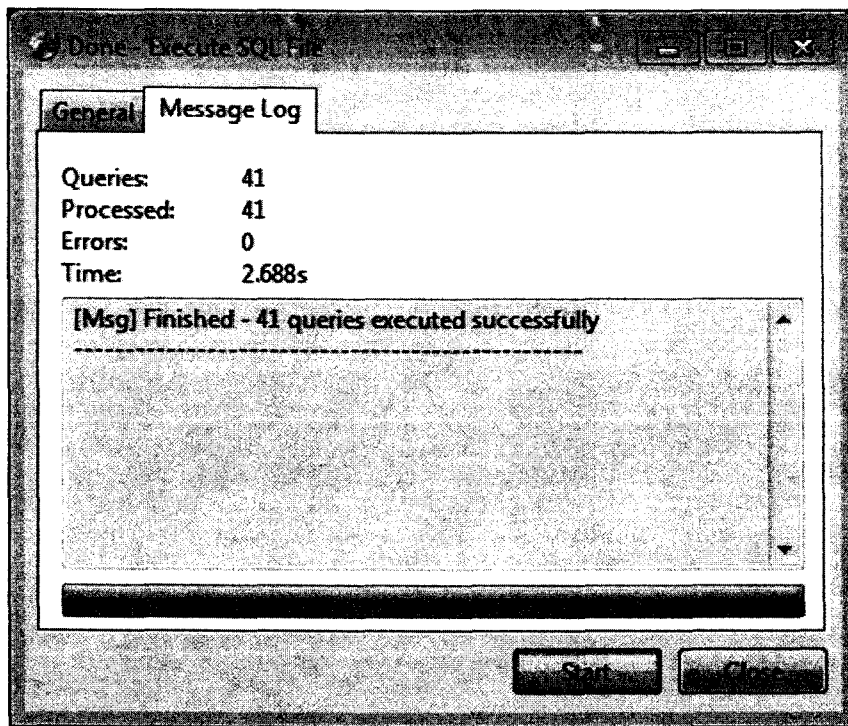 Done - Execute SQL File
General
Message Log
Queries: 41
Processed: 41
Errors: 0
Time: 2.688s
[Msg] Finished - 41 queries executed successfully
--------------------------------------------------
Start
Close